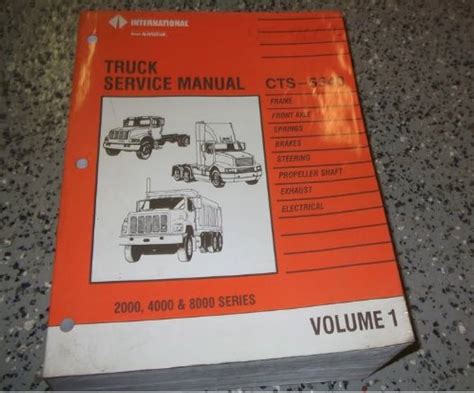 INTERNATIONAL
TRUCK
SERVICE MANUAL
CTS-5340
FRAME
FRONT AXLE
SPRINGS
BRAKES
STEERING
PROPELLER SHAFT
EXHAUST
ELECTRICAL
2000, 4000 & 8000 SERIES
VOLUME 1